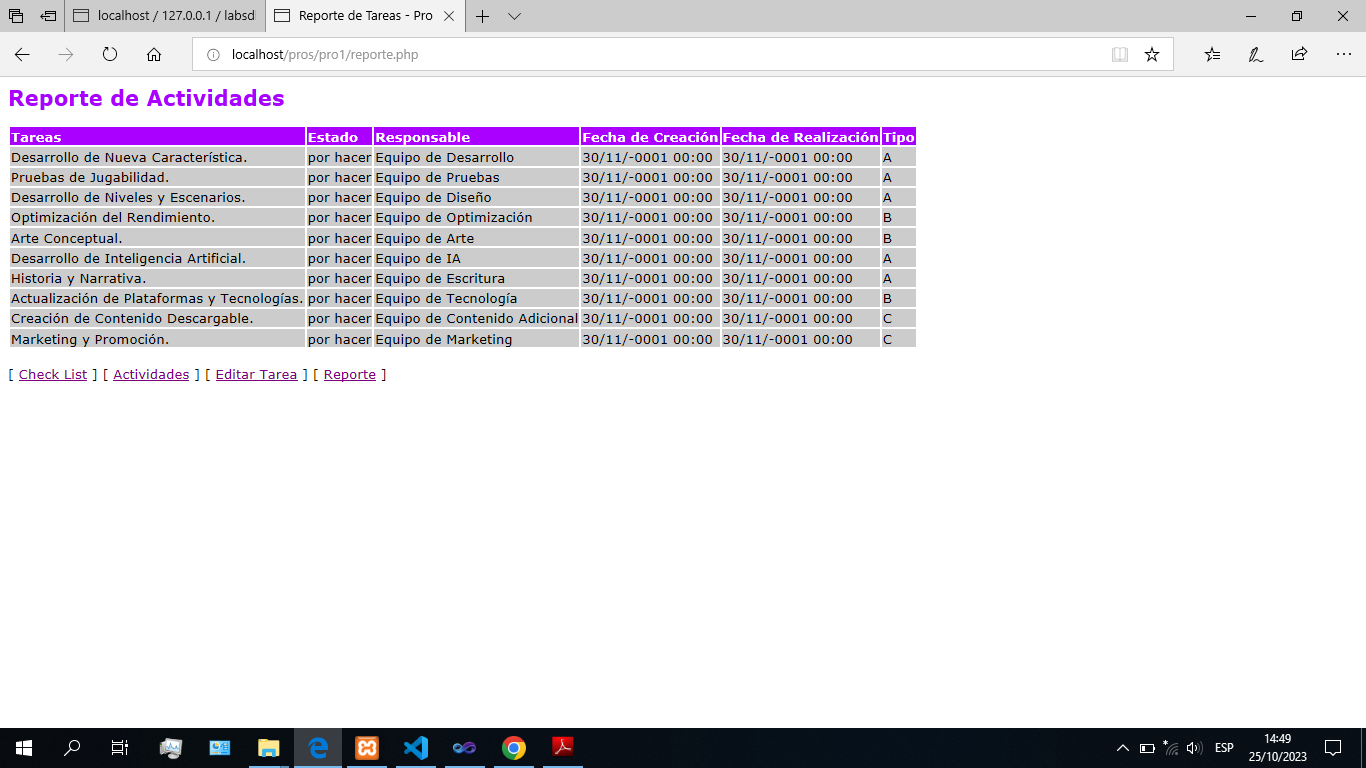 localhost / 127.0.0.1 / labsd
Reporte de Tareas - Pro
localhost/pros/pro1/reporte.php
Reporte de Actividades
Tareas Estado Responsable Fecha de Creación Fecha de Realización Tipo
Desarrollo de Nueva Característica. por hacer Equipo de Desarrollo 30/11/-0001 00:00 30/11/-0001 00:00 A
Pruebas de Jugabilidad. por hacer Equipo de Pruebas 30/11/-0001 00:00 30/11/-0001 00:00 A
Desarrollo de Niveles y Escenarios. por hacer Equipo de Diseño 30/11/-0001 00:00 30/11/-0001 00:00 A
Optimización del Rendimiento. por hacer Equipo de Optimización 30/11/-0001 00:00 30/11/-0001 00:00 B
Arte Conceptual. por hacer Equipo de Arte 30/11/-0001 00:00 30/11/-0001 00:00 B
Desarrollo de Inteligencia Artificial. por hacer Equipo de IA 30/11/-0001 00:00 30/11/-0001 00:00 A
Historia y Narrativa. por hacer Equipo de Escritura 30/11/-0001 00:00 30/11/-0001 00:00 A
Actualización de Plataformas y Tecnologías. por hacer Equipo de Tecnología 30/11/-0001 00:00 30/11/-0001 00:00 B
Creación de Contenido Descargable. por hacer Equipo de Contenido Adicional 30/11/-0001 00:00 30/11/-0001 00:00 C
Marketing y Promoción. por hacer Equipo de Marketing 30/11/-0001 00:00 30/11/-0001 00:00 C
[ Check List ] [ Actividades ] [ Editar Tarea ] [ Reporte ]
ESP
14:49
25/10/2023